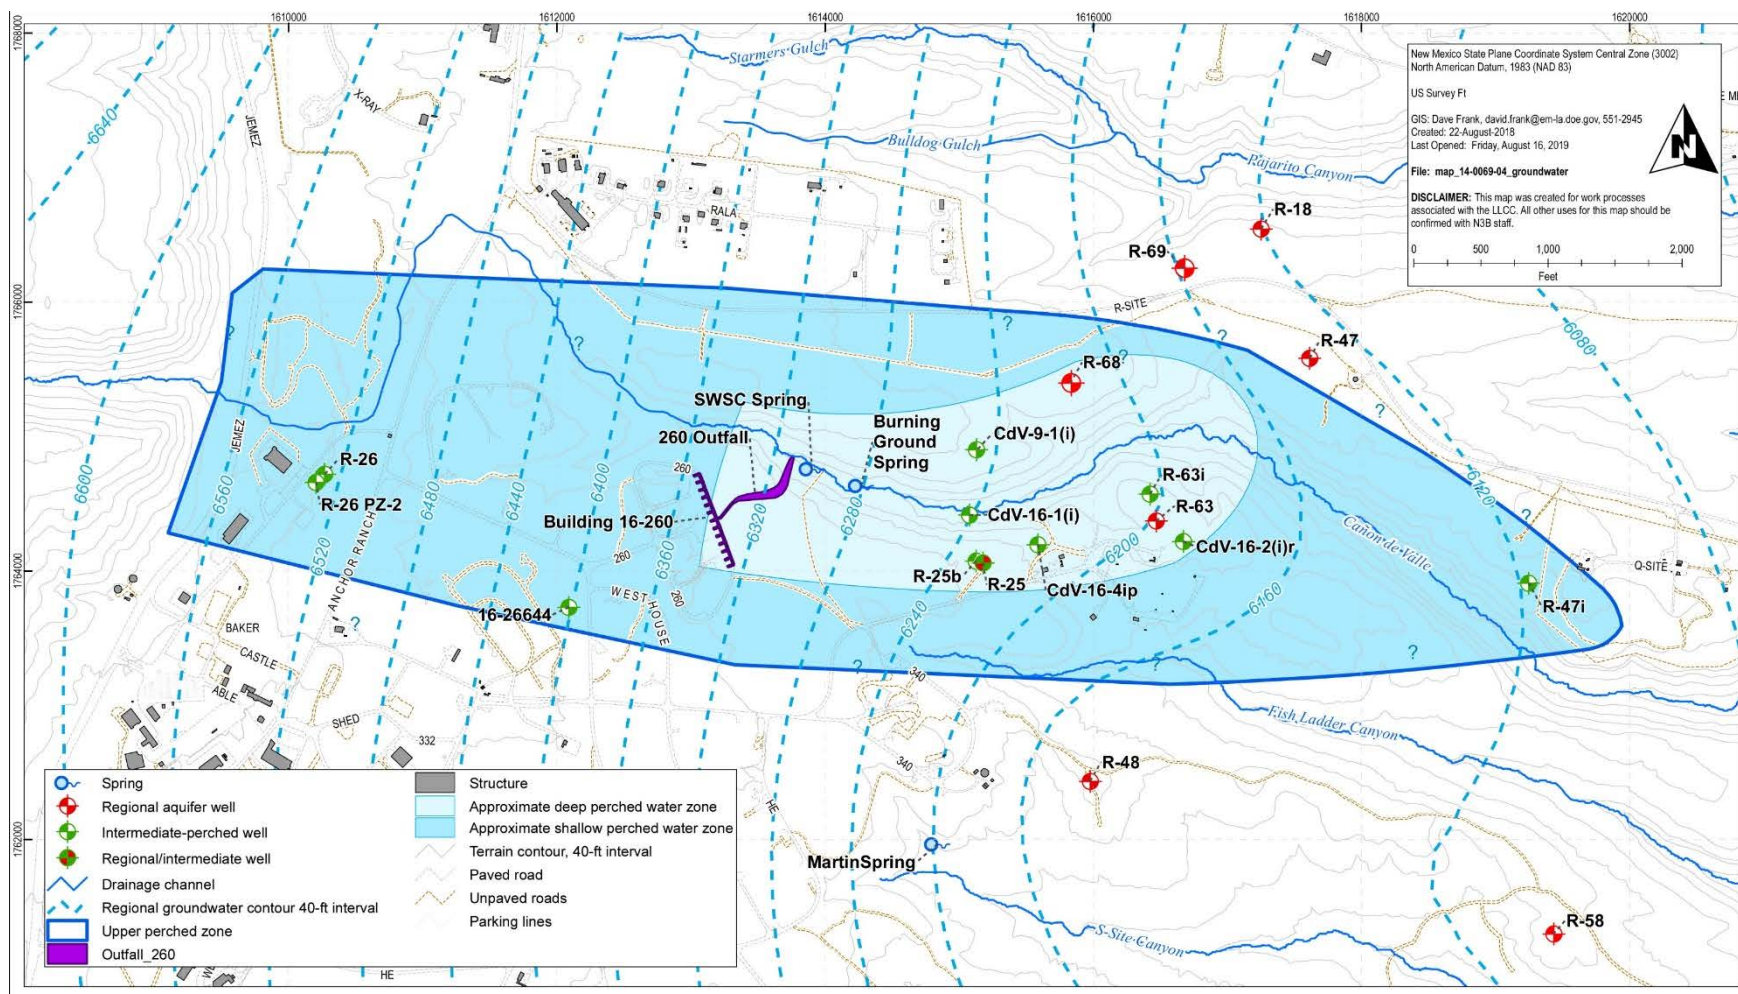 1610000
1612000
1614000
1616000
1618000
1620000
1768000
1766000
1764000
1762000
New Mexico State Plane Coordinate System Central Zone (3002)
North American Datum, 1983 (NAD 83)
US Survey Ft
GIS: Dave Frank, david.frank@em-la.doe.gov, 551-2945
Created: 22-August-2018
Last Opened: Friday, August 16, 2019
File: map_14-0069-04_groundwater
DISCLAIMER: This map was created for work processes
associated with the LLCC. All other uses for this map should be
confirmed with N3B staff.
0 500 1,000 2,000
Feet
N
Starmers Gulch
Bulldog Gulch
Pajarito Canyon
X-RAY
JEMEZ
6640
RALA
R-18
R-69
R-SITE
R-47
6080
?
?
?
?
?
?
R-68
SWSC Spring
260 Outfall
Burning
Ground
Spring
CdV-9-1(i)
JEMEZ
R-26
R-26 PZ-2
260
Building 16-260
R-63i
R-63
CdV-16-1(i)
CdV-16-2(i)r
Cañon de Valle
6600
6560
6520
6480
6440
6400
6360
6320
6280
6240
6200
6160
6120
?
ANCHOR RANCH
260
R-25b
R-25
CdV-16-4ip
Q-SITE
R-47i
16-26644
WEST HOUSE
260
?
?
?
?
BAKER
CASTLE
ABLE
SHED
332
340
340
HE
Fish Ladder Canyon
R-48
MartinSpring
S-Site Canyon
R-58
HE
Spring
Regional aquifer well
Intermediate-perched well
Regional/intermediate well
Drainage channel
Regional groundwater contour 40-ft interval
Upper perched zone
Outfall_260
Structure
Approximate deep perched water zone
Approximate shallow perched water zone
Terrain contour, 40-ft interval
Paved road
Unpaved roads
Parking lines